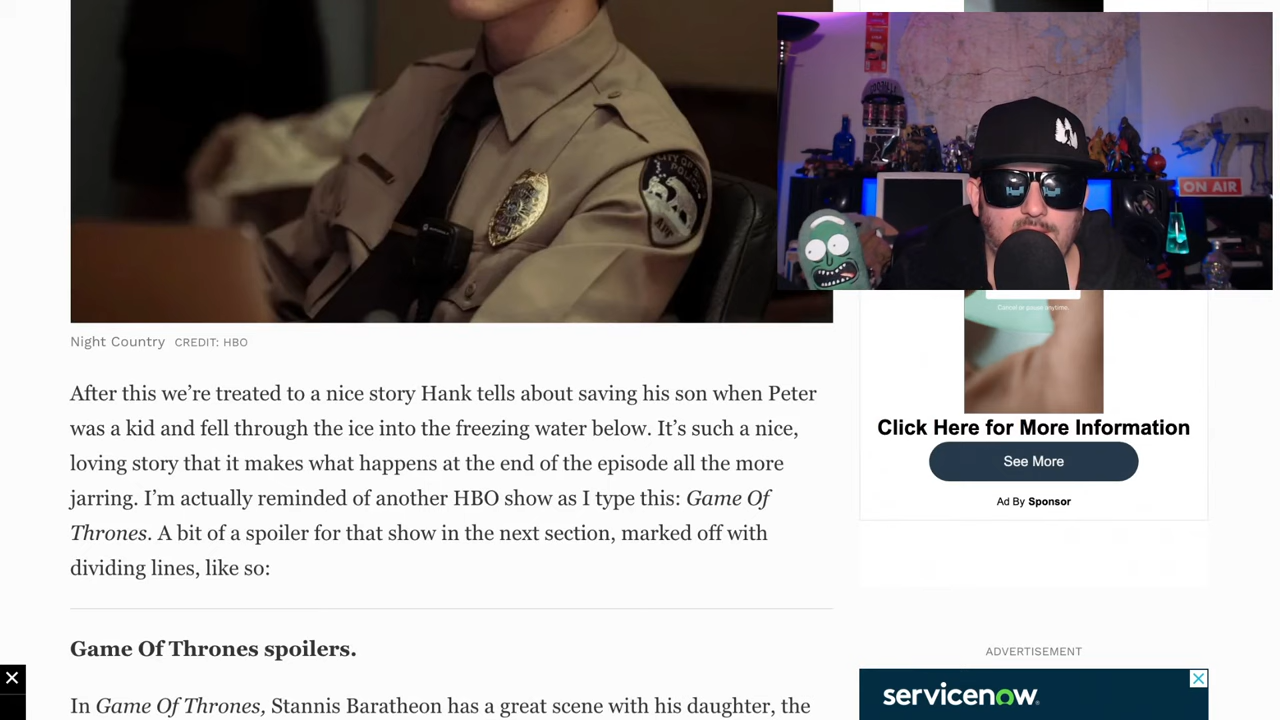 ON AIR
Night Country CREDIT: HBO
After this we're treated to a nice story Hank tells about saving his son when Peter
was a kid and fell through the ice into the freezing water below. It's such a nice,
loving story that it makes what happens at the end of the episode all the more
jarring. I'm actually reminded of another HBO show as I type this: Game Of
Thrones. A bit of a spoiler for that show in the next section, marked off with
dividing lines, like so:
Game Of Thrones spoilers.
In Game Of Thrones, Stannis Baratheon has a great scene with his daughter, the
Cancel or pause anytime.
Click Here for More Information
See More
Ad By Sponsor
ADVERTISEMENT
servicenow